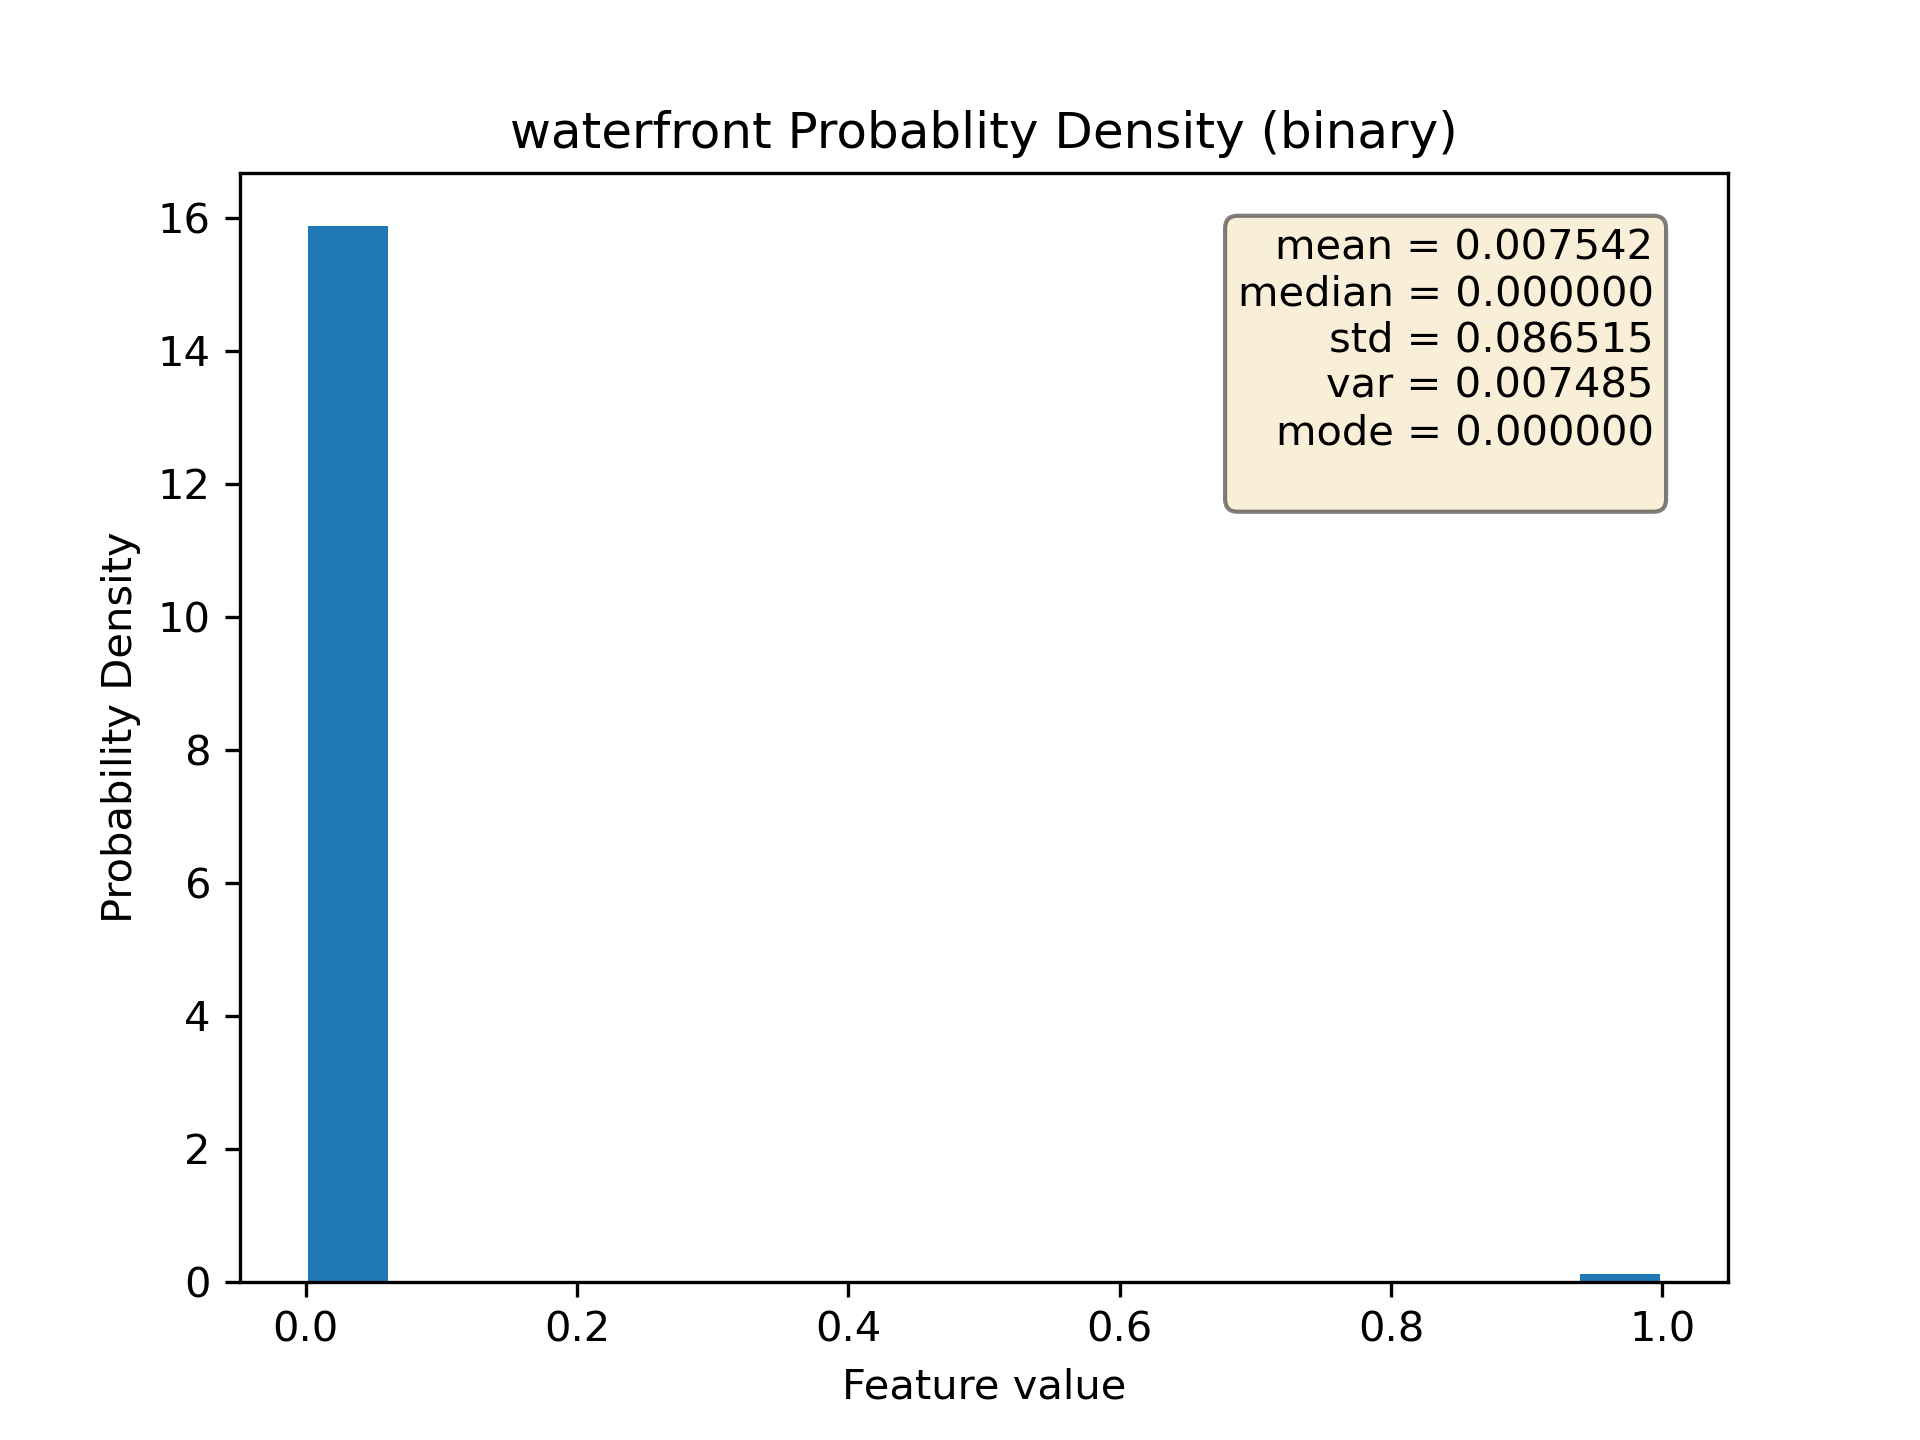 waterfront Probablity Density (binary)
mean = 0.007542
median = 0.000000
std = 0.086515
var = 0.007485
mode = 0.000000
Probability Density
16
14
12
10
8
6
4
2
0
0.0 0.2 0.4 0.6 0.8 1.0
Feature value